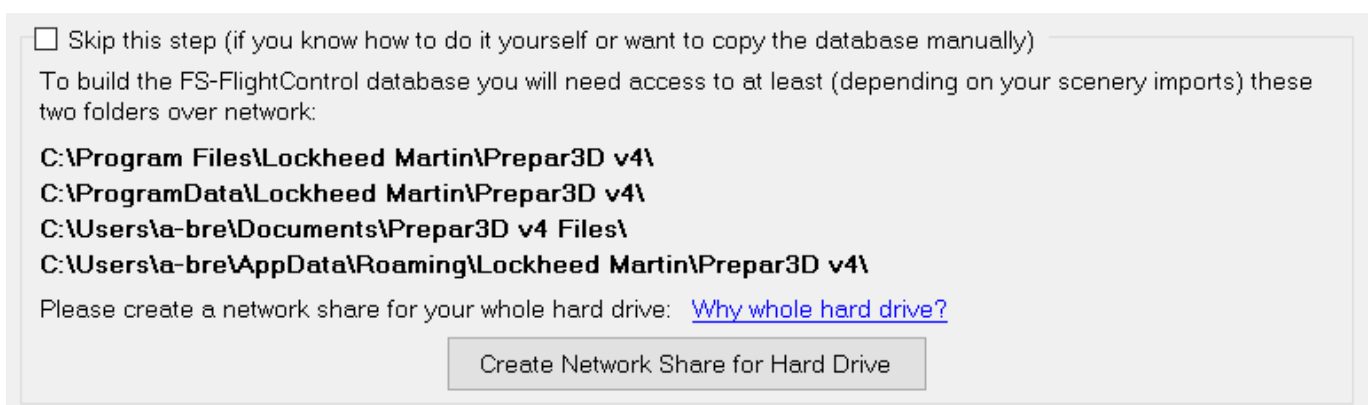 Skip this step (if you know how to do it yourself or want to copy the database manually)
To build the FS-FlightControl database you will need access to at least (depending on your scenery imports) these
two folders over network:
C:\Program Files\Lockheed Martin\Prepar3D v4\
C:\ProgramData\Lockheed Martin\Prepar3D v4\
C:\Users\a-bre\Documents\Prepar3D v4 Files\
C:\Users\a-bre\AppData\Roaming\Lockheed Martin\Prepar3D v4\
Please create a network share for your whole hard drive: Why whole hard drive?
Create Network Share for Hard Drive